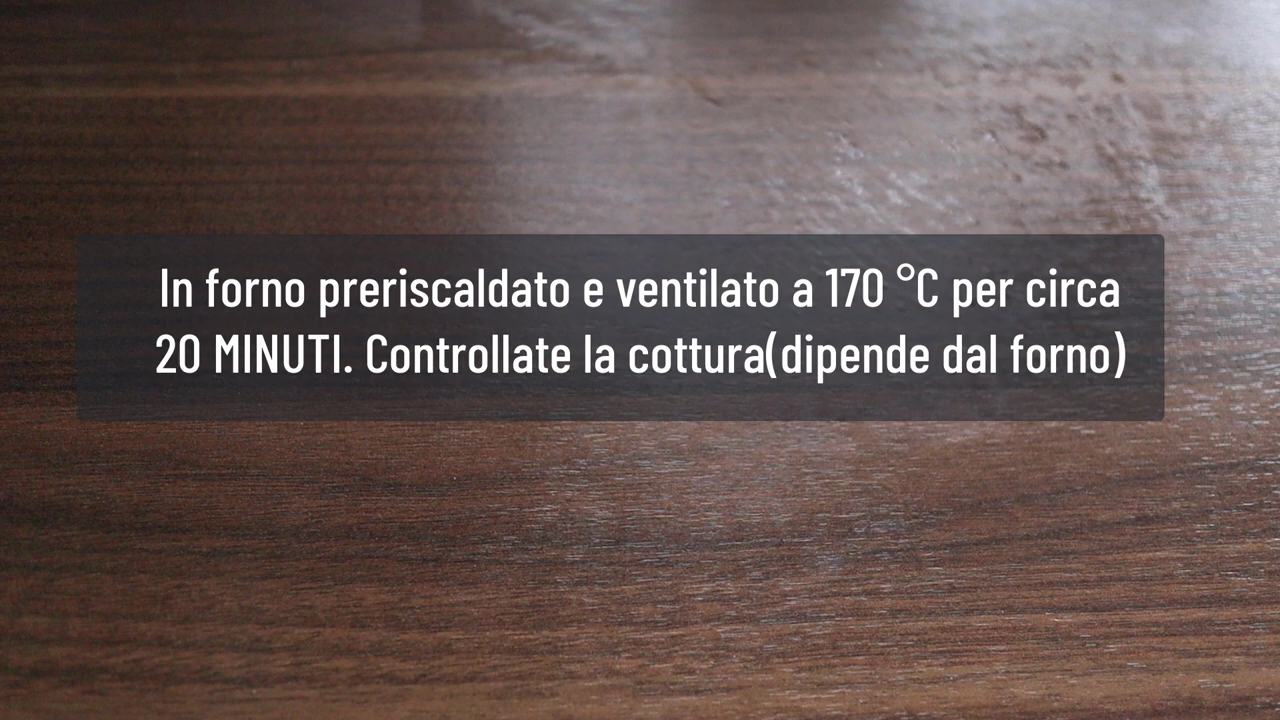 In forno preriscaldato e ventilato a 170 °C per circa
20 MINUTI. Controllate la cottura(dipende dal forno)